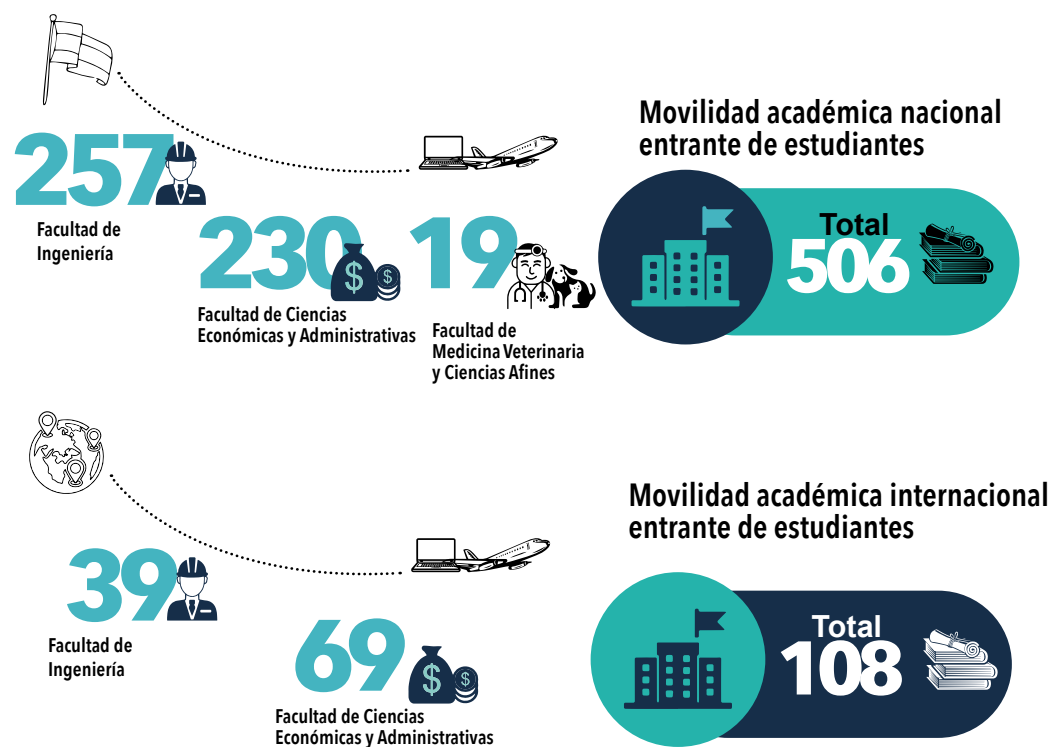 Movilidad académica nacional
entrante de estudiantes
257
Facultad de
Ingeniería
230
$
$
Facultad de Ciencias
Económicas y Administrativas
19
Facultad de
Medicina Veterinaria
y Ciencias Afines
Total
506
Movilidad académica internacional
entrante de estudiantes
39
Facultad de
Ingeniería
69
$
$
Facultad de Ciencias
Económicas y Administrativas
Total
108